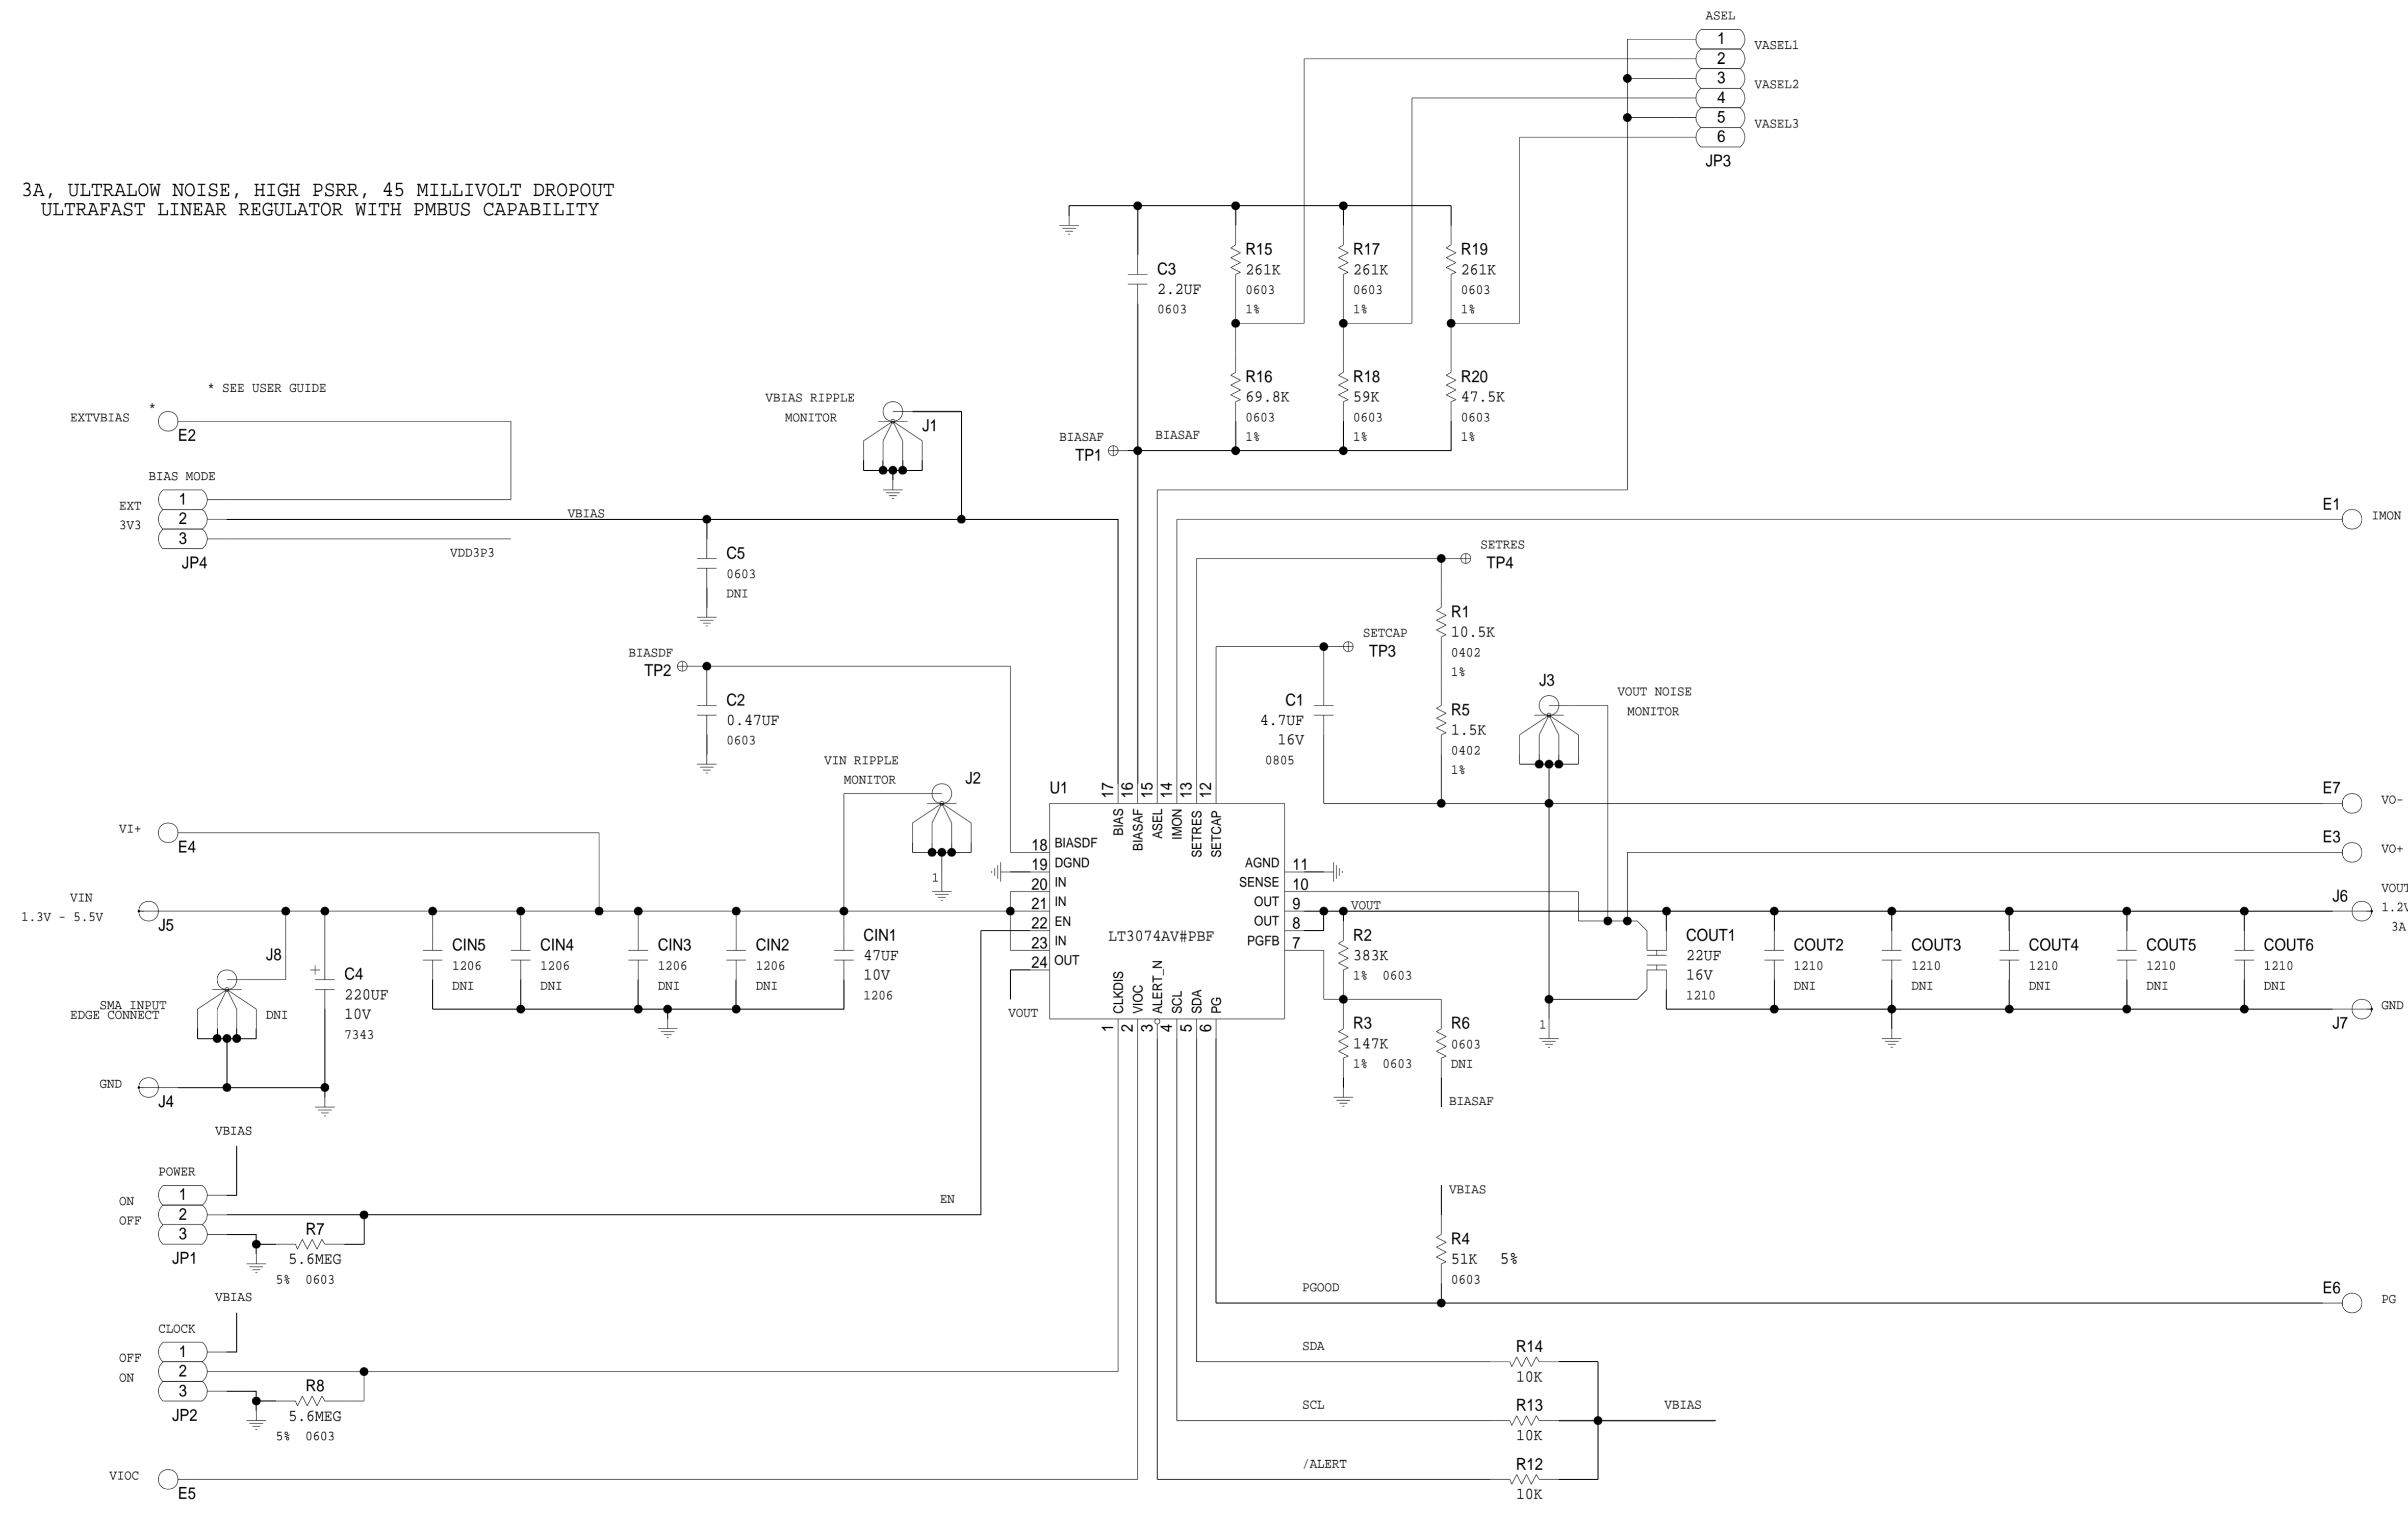 ASEL
1
VASEL1
2
3
VASEL2
4
5
VASEL3
6
JP3
3A, ULTRALOW NOISE, HIGH PSRR, 45 MILLIVOLT DROPOUT
ULTRAFAST LINEAR REGULATOR WITH PMBUS CAPABILITY
C3
2.2UF
0603
R15
261K
0603
1%
R17
261K
0603
1%
R19
261K
0603
1%
R16
69.8K
0603
1%
R18
59K
0603
1%
R20
47.5K
0603
1%
BIASAF
TP1
BIASAF
* SEE USER GUIDE
EXTVBIAS
*
E2
VBIAS RIPPLE
MONITOR
J1
BIAS MODE
EXT
3V3
1
2
3
JP4
VBIAS
VDD3P3
C5
0603
DNI
E1
IMON
SETRES
TP4
R1
10.5K
0402
1%
SETCAP
TP3
BIASDF
TP2
C2
0.47UF
0603
C1
4.7UF
16V
0805
R5
1.5K
0402
1%
J3
VOUT NOISE
MONITOR
VIN RIPPLE
MONITOR
J2
1
U1
17
16
15
14
13
12
BIAS
BIASAF
ASEL
IMON
SETRES
SETCAP
18 BIASDF
19 DGND
20 IN
21 IN
22 EN
23 IN
24 OUT
LT3074AV#PBF
AGND 11
SENSE 10
OUT 9
OUT 8
PGFB 7
CLKDIS
VIOC
ALERT_N
SCL
SDA
PG
1
2
3
4
5
6
VOUT
VOUT
E7
VO-
E3
VO+
VI+
E4
VIN
1.3V - 5.5V
J5
J8
SMA INPUT
EDGE CONNECT
DNI
C4
+
220UF
10V
7343
CIN5
1206
DNI
CIN4
1206
DNI
CIN3
1206
DNI
CIN2
1206
DNI
CIN1
47UF
10V
1206
GND
J4
R2
383K
1% 0603
R3
147K
1% 0603
R6
0603
DNI
BIASAF
1
COUT1
22UF
16V
1210
COUT2
1210
DNI
COUT3
1210
DNI
COUT4
1210
DNI
COUT5
1210
DNI
COUT6
1210
DNI
J6
3A
J7
GND
VBIAS
POWER
ON
OFF
1
2
3
JP1
R7
5.6MEG
5% 0603
EN
VBIAS
R4
51K 5%
0603
PGOOD
E6
PG
VBIAS
CLOCK
OFF
ON
1
2
3
JP2
R8
5.6MEG
5% 0603
SDA
R14
10K
SCL
R13
10K
VBIAS
/ALERT
R12
10K
VIOC
E5